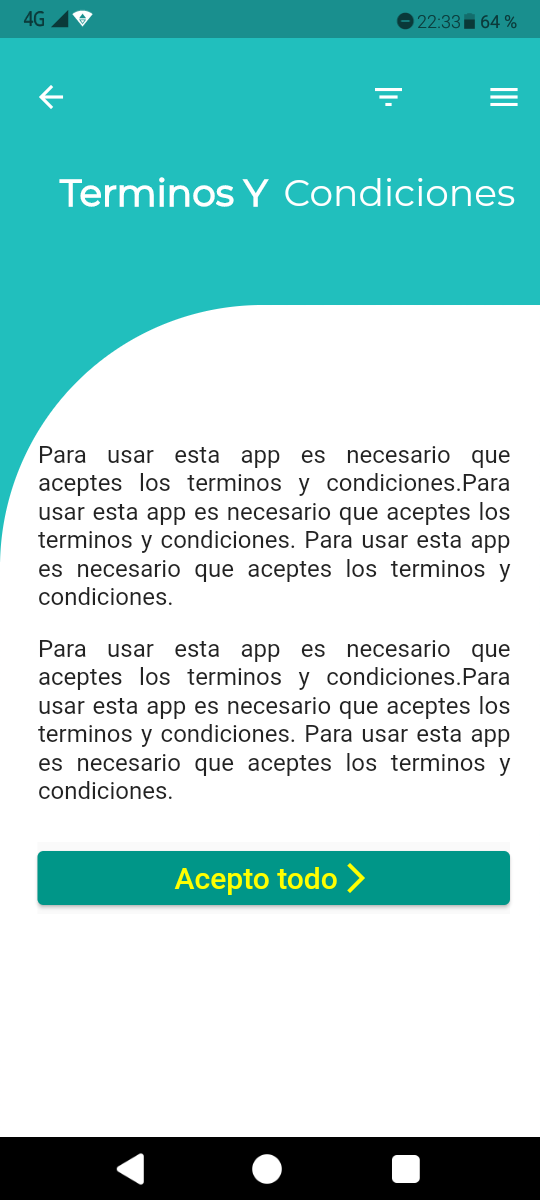 4G 22:33 64 %
Terminos Y Condiciones
Para usar esta app es necesario que
aceptes los terminos y condiciones.Para
usar esta app es necesario que aceptes los
terminos y condiciones. Para usar esta app
es necesario que aceptes los terminos y
condiciones.
Para usar esta app es necesario que
aceptes los terminos y condiciones.Para
usar esta app es necesario que aceptes los
terminos y condiciones. Para usar esta app
es necesario que aceptes los terminos y
condiciones.
Acepto todo